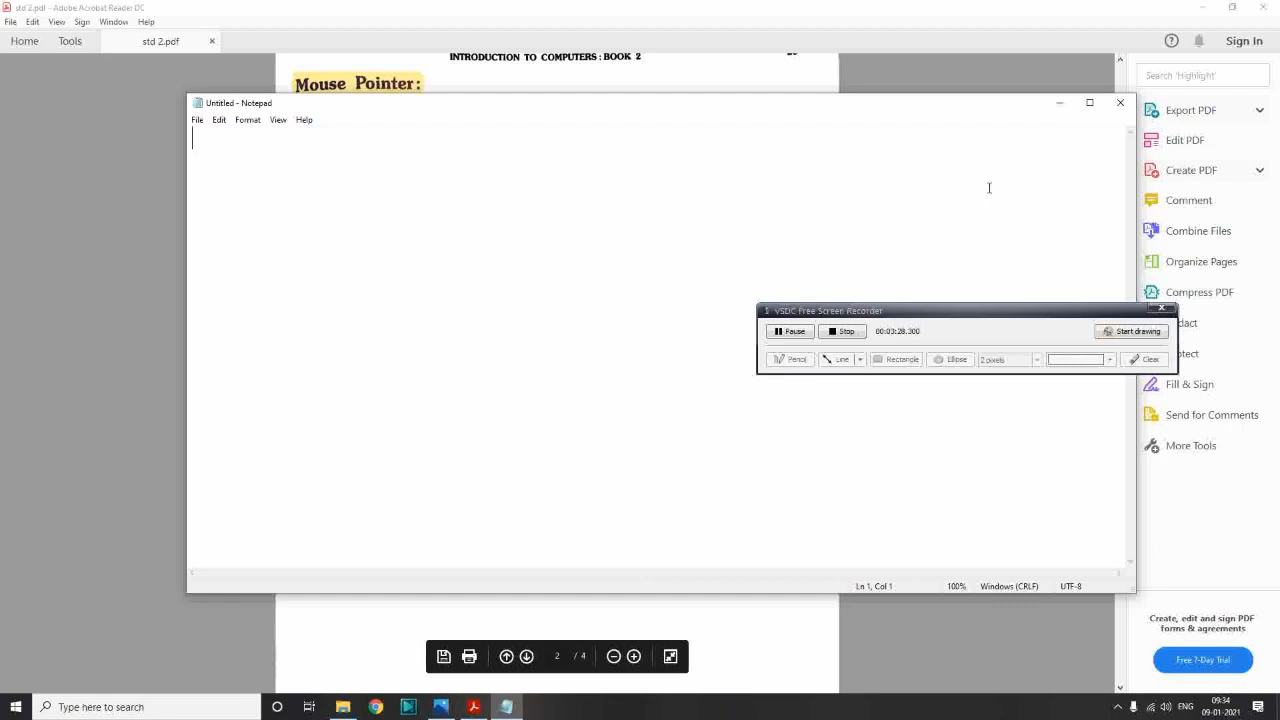 std 2.pdf - Adobe Acrobat Reader DC
File Edit View Sign Window Help
Home Tools std 2.pdf Sign In
INTRODUCTION TO COMPUTERS : BOOK 2
Mouse Pointer:
Search 'Highlight'
Untitled - Notepad
File Edit Format View Help
Export PDF
Edit PDF
Create PDF
Comment
Combine Files
Organize Pages
Compress PDF
VSDC Free Screen Recorder
Pause Stop 00:03:28.300 Start drawing
Pencil Line Rectangle Ellipse 2 pixels Clear
dact
otect
Fill & Sign
Send for Comments
More Tools
Ln 1, Col 1 100% Windows (CRLF) UTF-8
Create, edit and sign PDF
forms & agreements
Free 7-Day Trial
2 / 4
Type here to search
ENG
09:34
09-01-2021